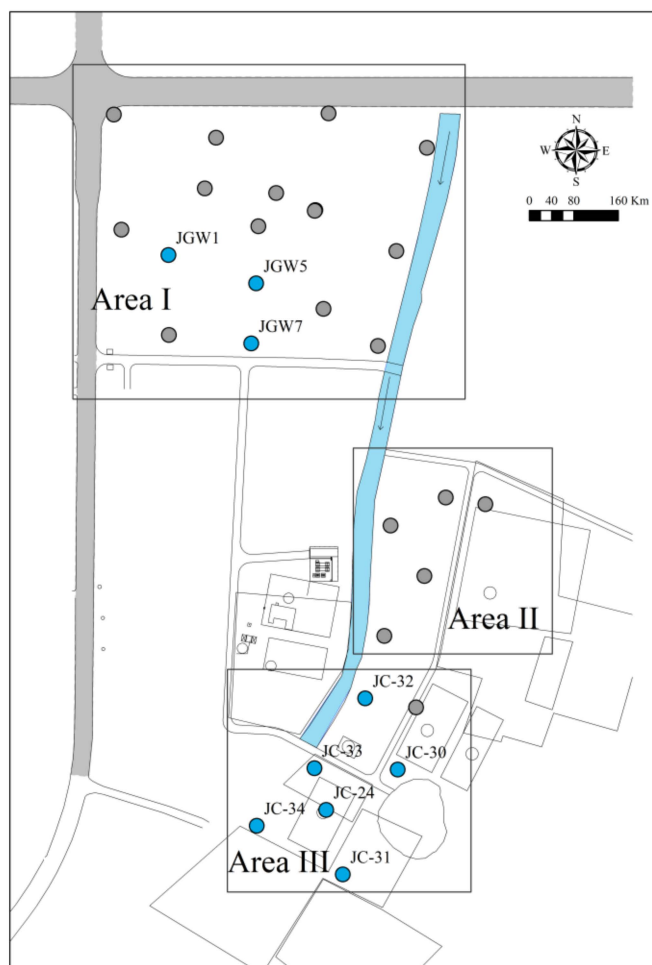 N
W E
S
0 40 80 160 Km
JGW1
JGW5
Area I
JGW7
Area II
JC-32
JC-33
JC-30
JC-24
JC-34
Area III
JC-31